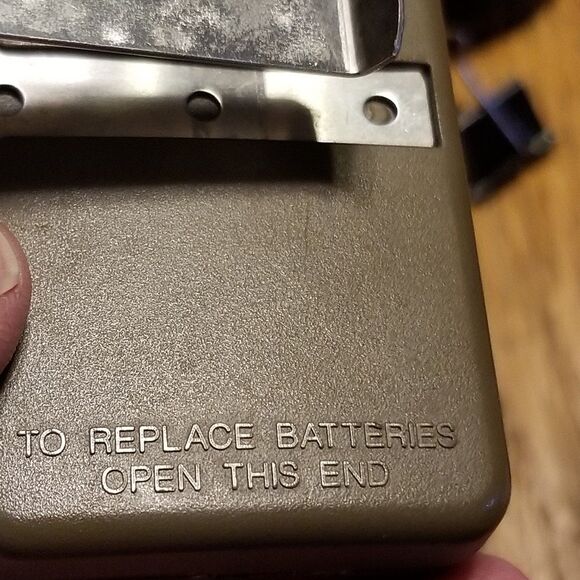 TO REPLACE BATTERIES
OPEN THIS END